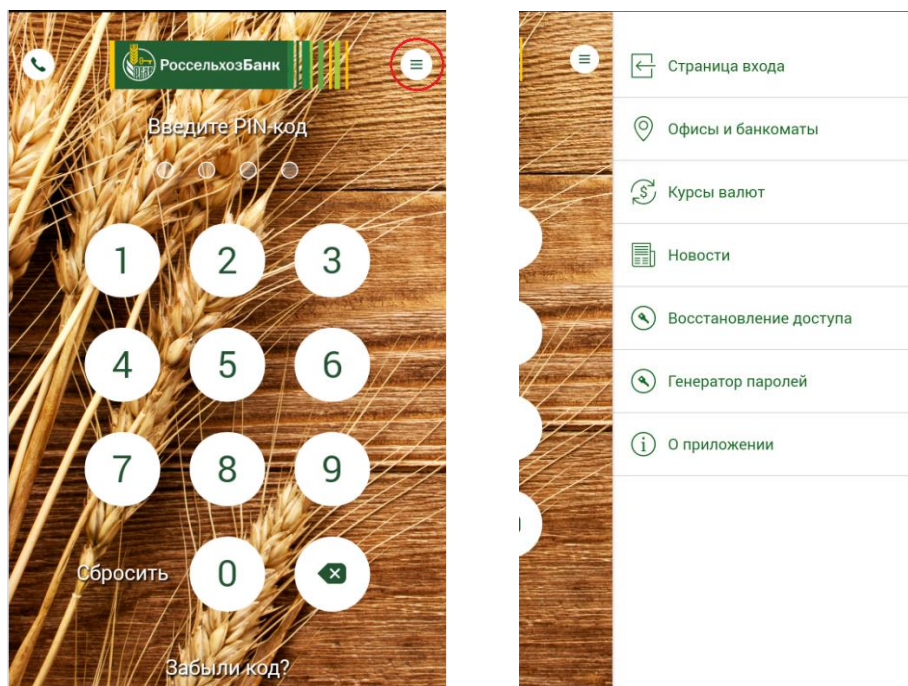 РоссельхозБанк
Введите PIN-код
1 2 3
4 5 6
7 8 9
Сбросить 0
Забыли код?
Страница входа
Офисы и банкоматы
Курсы валют
Новости
Восстановление доступа
Генератор паролей
О приложении